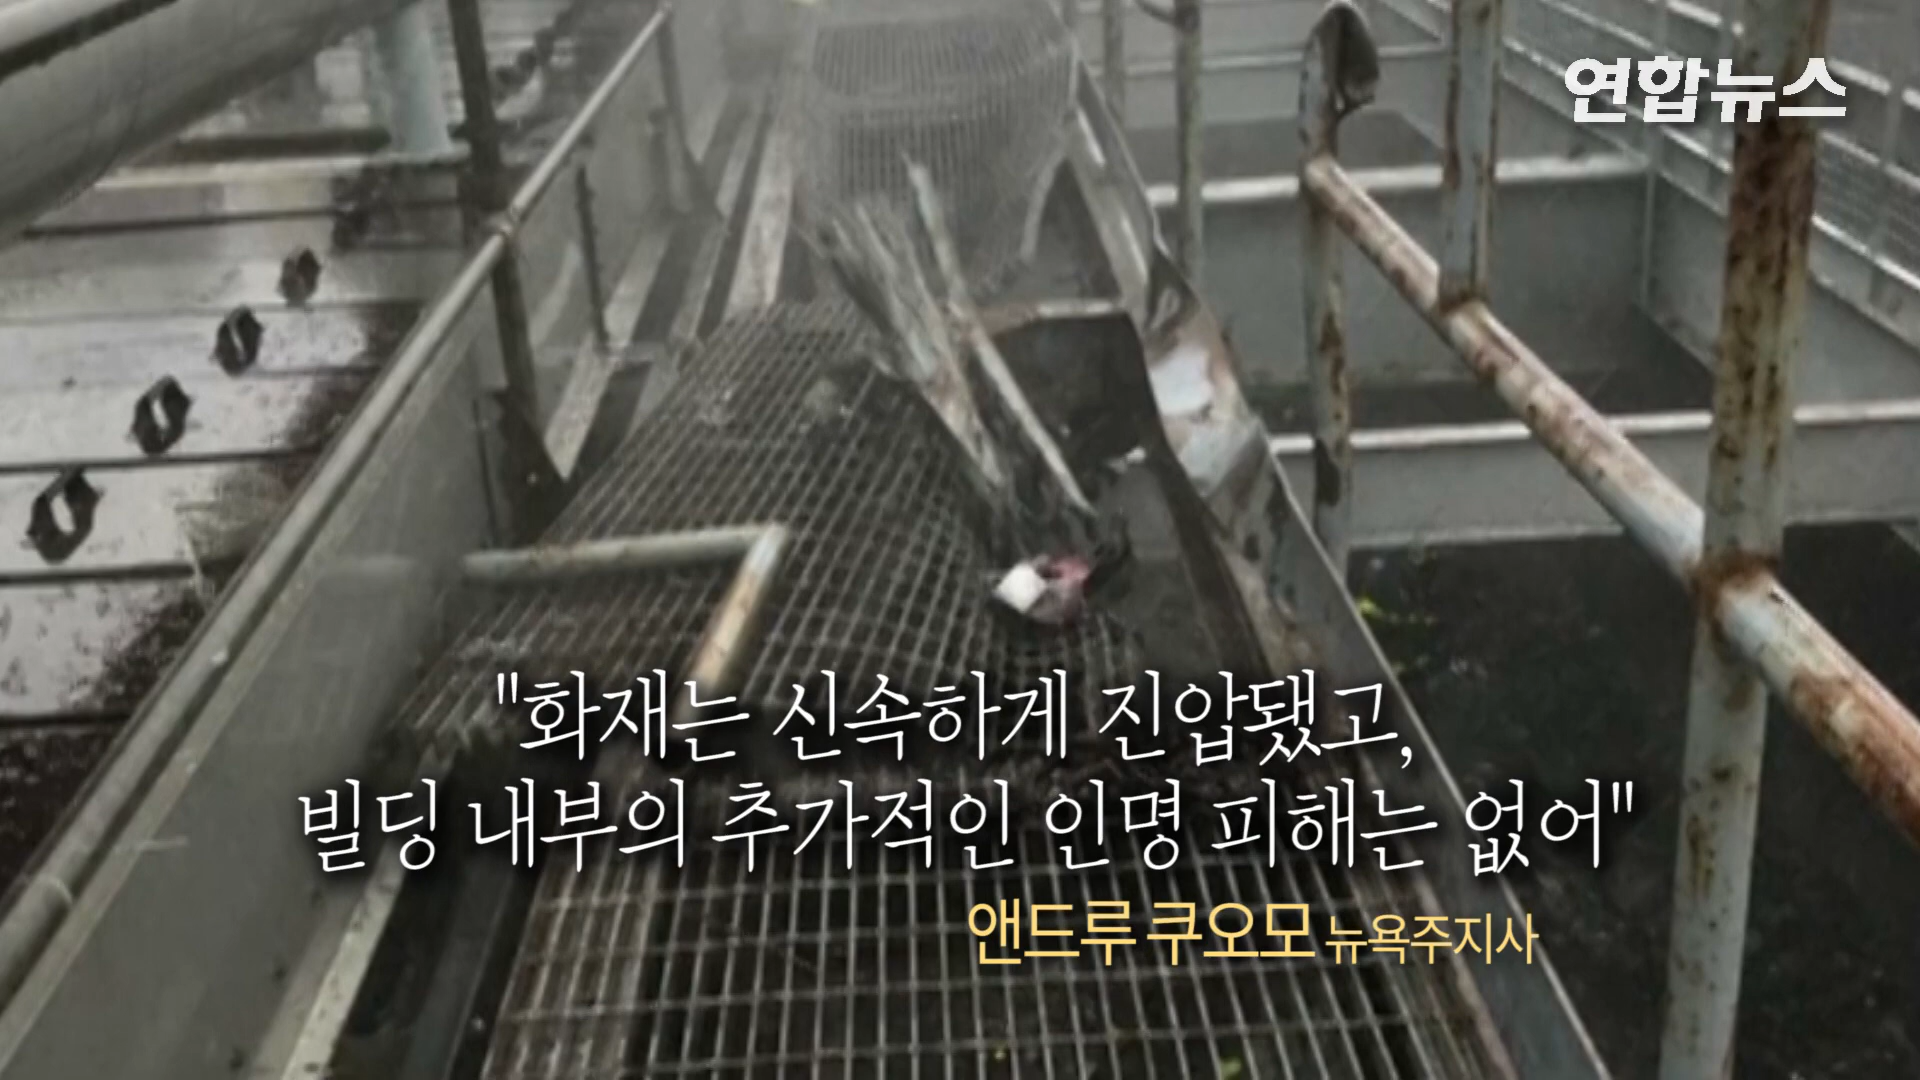 연합뉴스
"화재는 신속하게 진압됐고,
빌딩 내부의 추가적인 인명 피해는 없어"
앤드루 쿠오모 뉴욕주지사